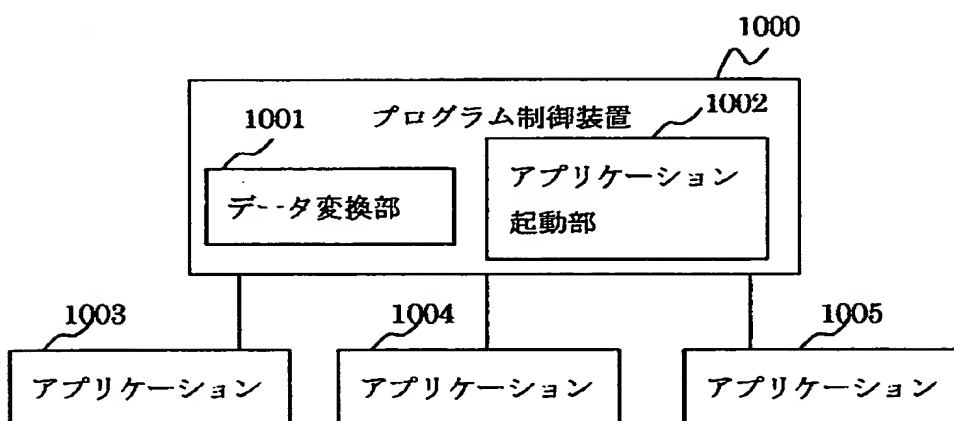 1000
プログラム制御装置
1001
1002
データ変換部
アプリケーション
起動部
1003
1004
1005
アプリケーション
アプリケーション
アプリケーション